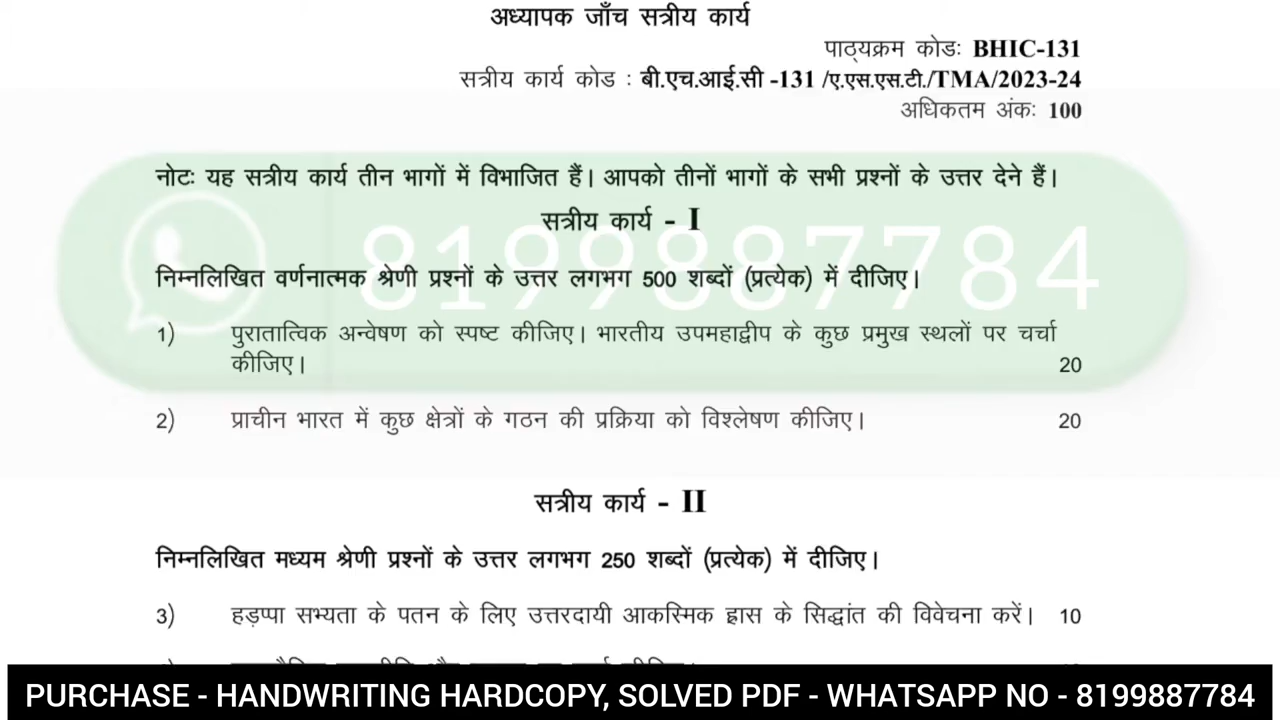 अध्यापक जाँच सत्रीय कार्य
पाठ्यक्रम कोडः BHIC-131
सत्रीय कार्य कोड : बी.एच.आई.सी -131 /ए.एस.एस.टी./TMA/2023-24
अधिकतम अंकः 100
नोटः यह सत्रीय कार्य तीन भागों में विभाजित हैं। आपको तीनों भागों के सभी प्रश्नों के उत्तर देने हैं।
सत्रीय कार्य - I
8199887784
निम्नलिखित वर्णनात्मक श्रेणी प्रश्नों के उत्तर लगभग 500 शब्दों (प्रत्येक) में दीजिए।
1) पुरातात्विक अन्वेषण को स्पष्ट कीजिए। भारतीय उपमहाद्वीप के कुछ प्रमुख स्थलों पर चर्चा
कीजिए। 20
2) प्राचीन भारत में कुछ क्षेत्रों के गठन की प्रक्रिया को विश्लेषण कीजिए। 20
सत्रीय कार्य - II
निम्नलिखित मध्यम श्रेणी प्रश्नों के उत्तर लगभग 250 शब्दों (प्रत्येक) में दीजिए।
3) हड़प्पा सभ्यता के पतन के लिए उत्तरदायी आकस्मिक ह्रास के सिद्धांत की विवेचना करें। 10
PURCHASE - HANDWRITING HARDCOPY, SOLVED PDF - WHATSAPP NO - 8199887784